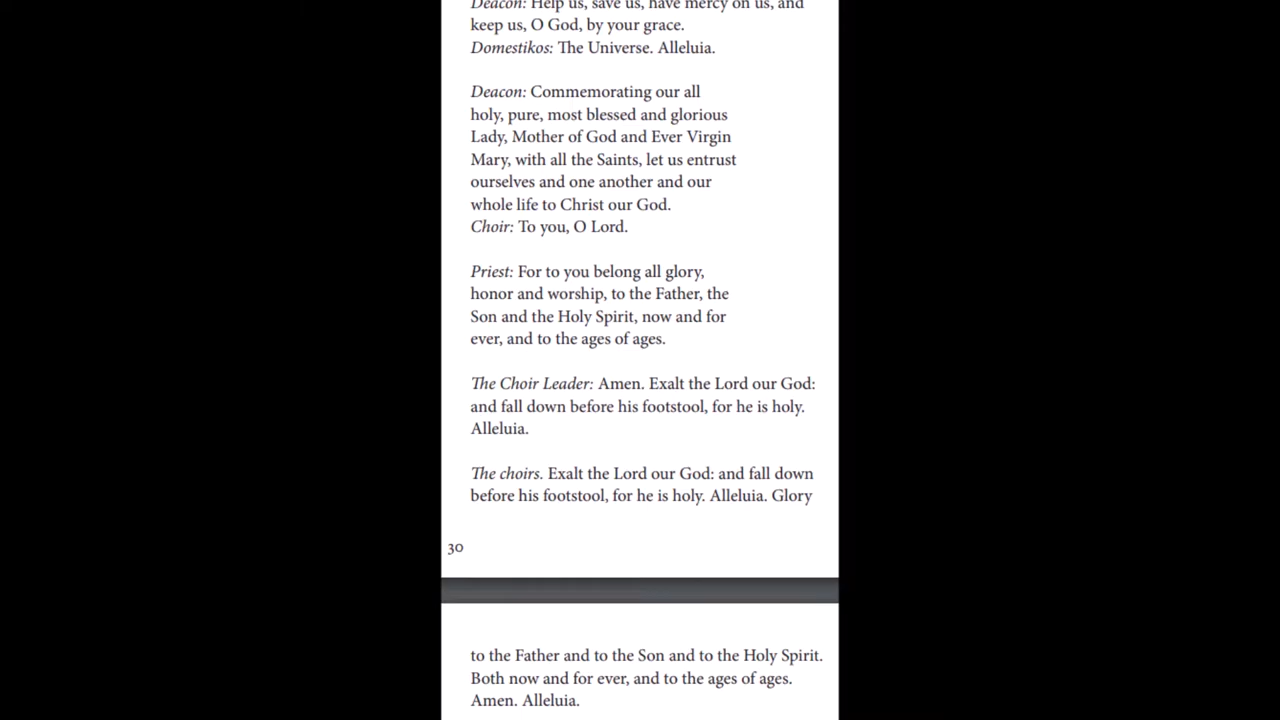 Deacon: Help us, save us, have mercy on us, and
keep us, O God, by your grace.
Domestikos: The Universe. Alleluia.
Deacon: Commemorating our all
holy, pure, most blessed and glorious
Lady, Mother of God and Ever Virgin
Mary, with all the Saints, let us entrust
ourselves and one another and our
whole life to Christ our God.
Choir: To you, O Lord.
Priest: For to you belong all glory,
honor and worship, to the Father, the
Son and the Holy Spirit, now and for
ever, and to the ages of ages.
The Choir Leader: Amen. Exalt the Lord our God:
and fall down before his footstool, for he is holy.
Alleluia.
The choirs. Exalt the Lord our God: and fall down
before his footstool, for he is holy. Alleluia. Glory
30
to the Father and to the Son and to the Holy Spirit.
Both now and for ever, and to the ages of ages.
Amen. Alleluia.